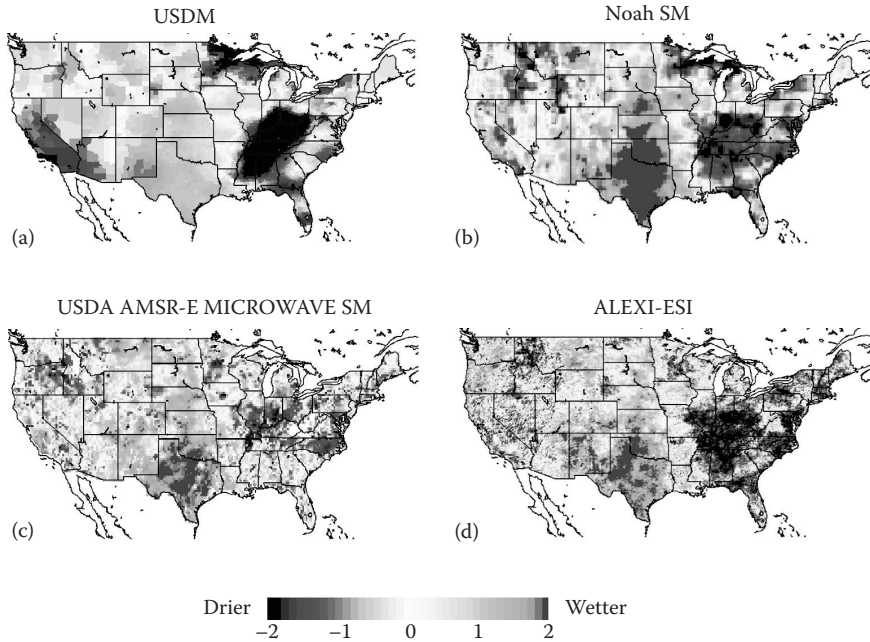 USDM
Noah SM
(a)
(b)
USDA AMSR-E MICROWAVE SM
ALEXI-ESI
(c)
(d)
Drier
Wetter
−2 −1 0 1 2